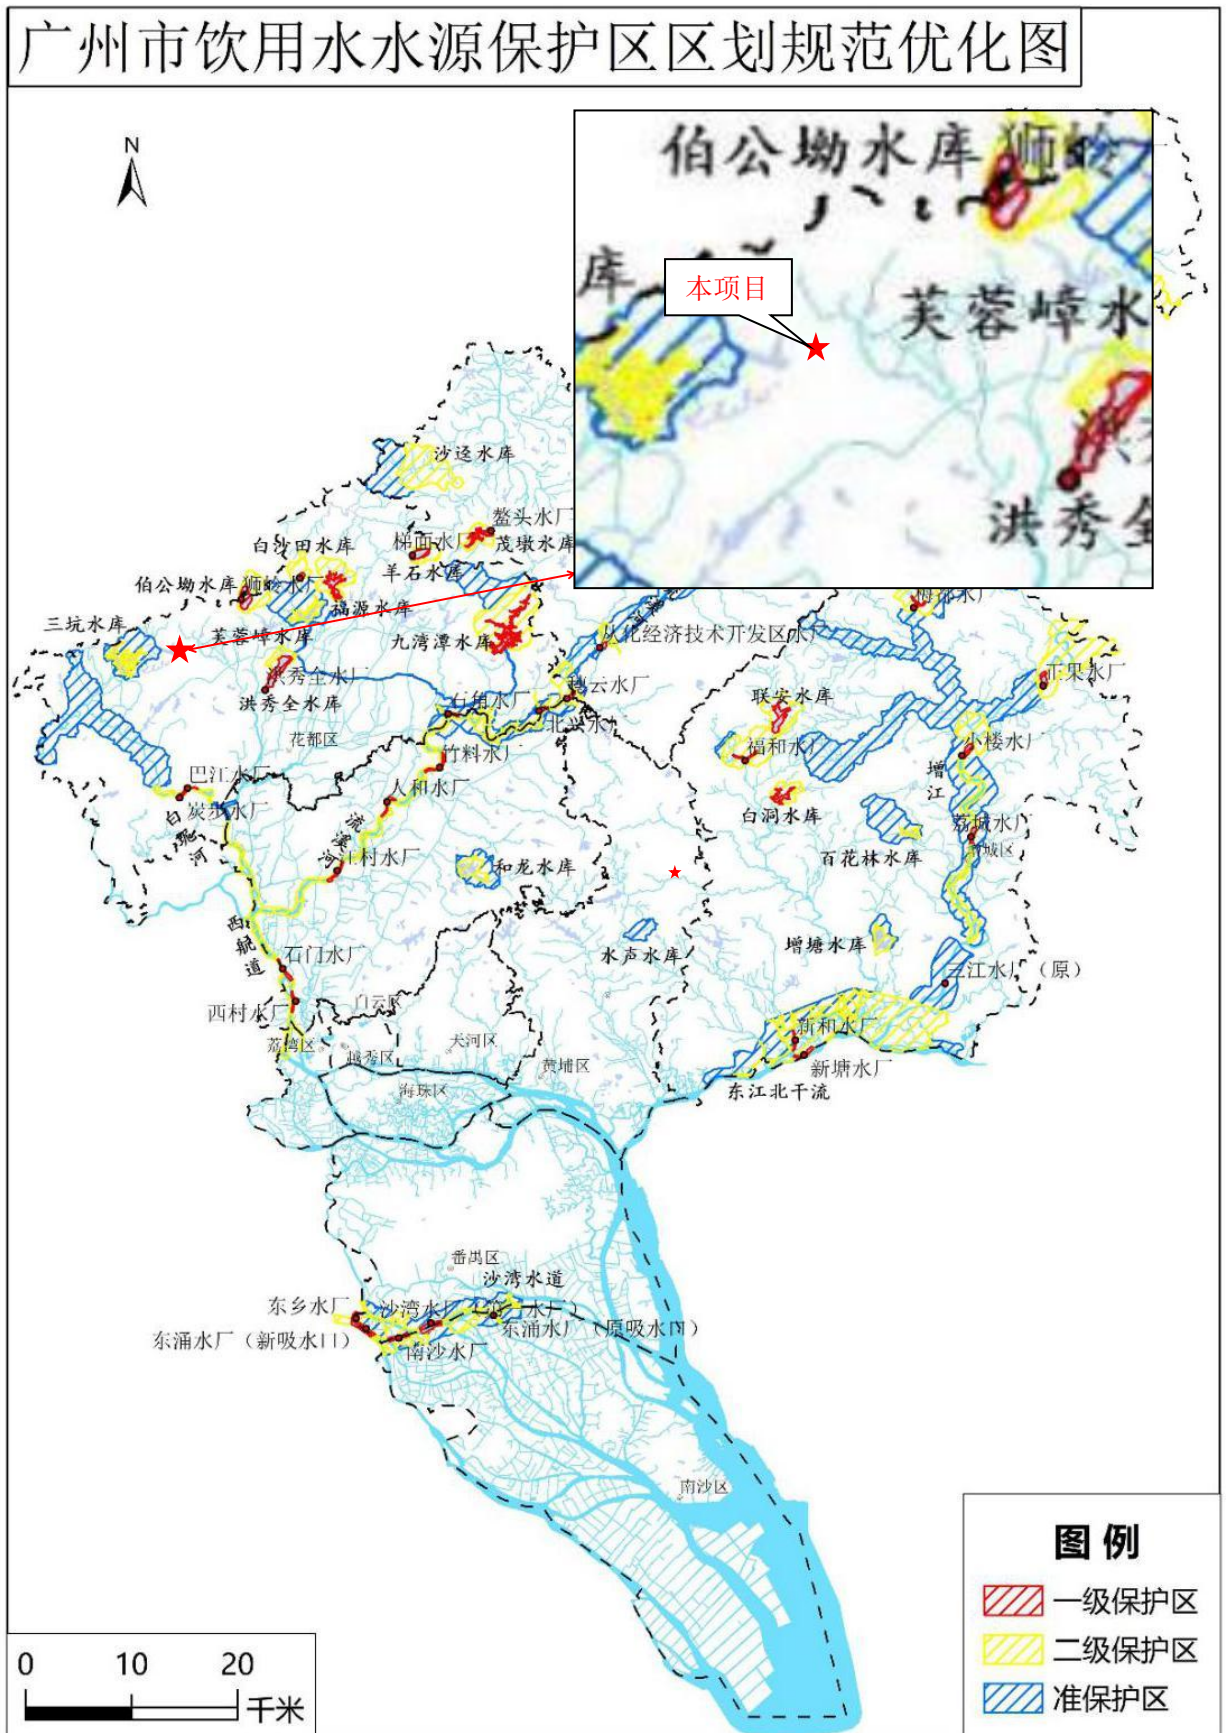 广州市饮用水水源保护区区划规范优化图
N
伯公坳水库
狮岭
库
本项目
芙蓉嶂水
洪秀全
沙迳水库
鳌头水厂
梯面水厂
茂墩水库
白沙田水库
羊石水库
伯公坳水库
狮岭水厂
福源水库
三坑水库
芙蓉嶂水库
九湾潭水库
从化经济技术开发区水厂
洪秀全水厂
洪秀全水库
正果水厂
穗云水厂
石角水厂
联安水库
北兴水厂
花都区
竹料水厂
福和水厂
小楼水厂
巴江水厂
人和水厂
增江
炭步水厂
白坭河
白洞水库
流溪河
荔城水厂
增城区
江村水厂
百花林水库
和龙水库
西航道
增塘水库
石门水厂
水声水库
三江水厂（原）
西村水厂
白云区
新和水厂
荔湾区
越秀区
天河区
黄埔区
新塘水厂
海珠区
东江北干流
番禺区
沙湾水道
东乡水厂
沙湾水厂
东涌水厂（新吸水口）
东涌水厂（原吸水口）
南沙水厂
南沙区
图例
一级保护区
二级保护区
准保护区
0 10 20
千米